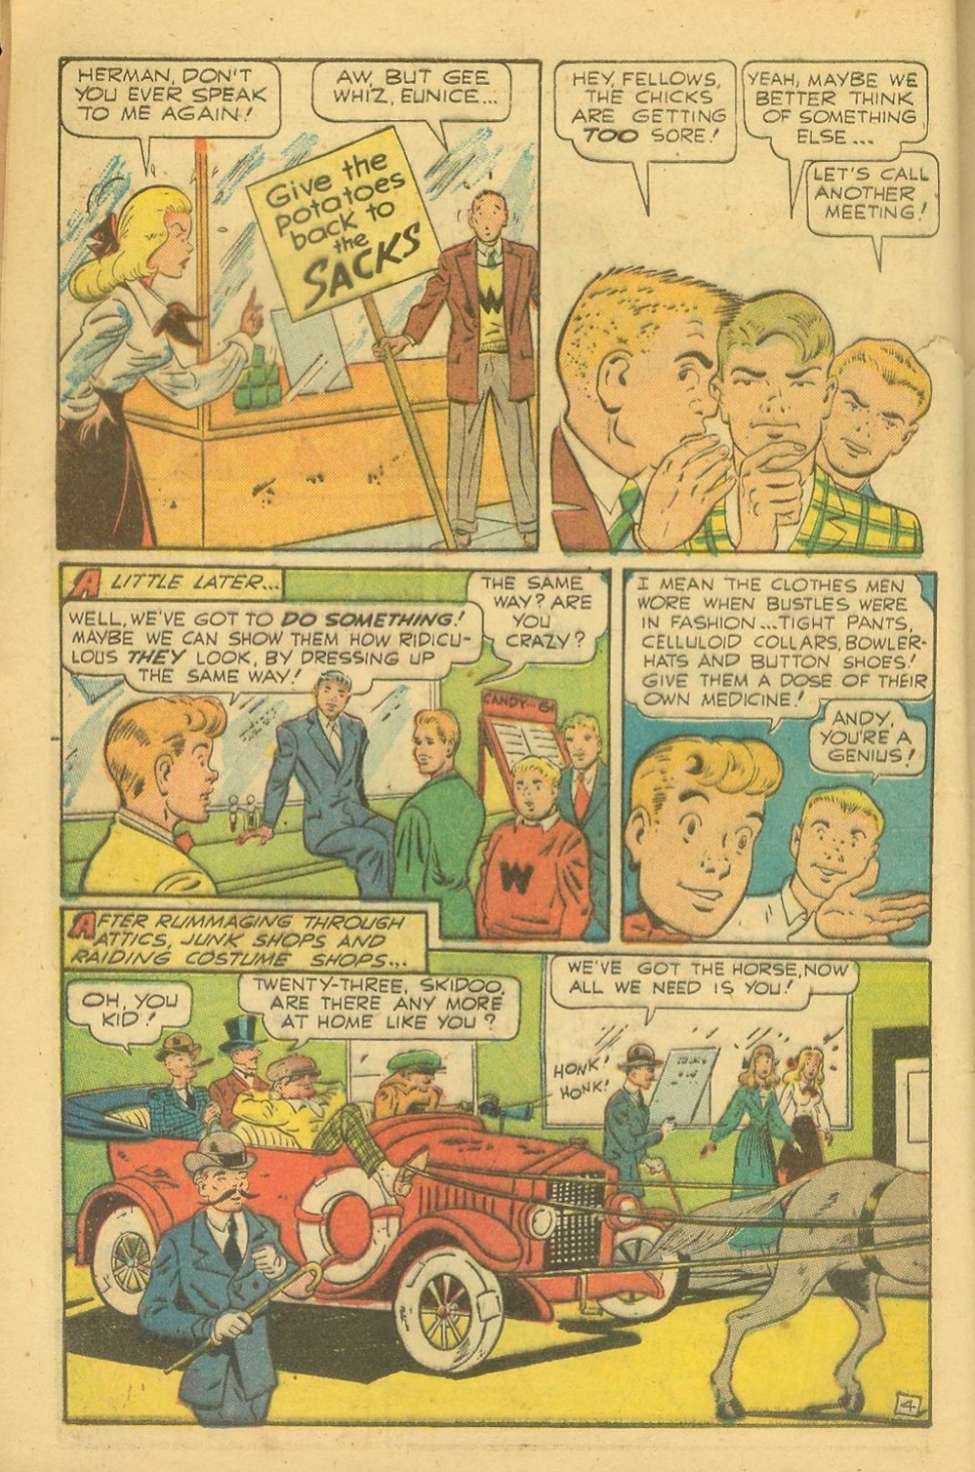 HERMAN, DON'T
YOU EVER SPEAK
TO ME AGAIN!
AW, BUT GEE
WHIZ, EUNICE...
Give the
potatoes
back to
the
SACKS
W
HEY, FELLOWS,
THE CHICKS
ARE GETTING
TOO SORE!
YEAH, MAYBE WE
BETTER THINK
OF SOMETHING
ELSE...
LET'S CALL
ANOTHER
MEETING!
A LITTLE LATER...
WELL, WE'VE GOT TO DO SOMETHING!
MAYBE WE CAN SHOW THEM HOW RIDICU-
LOUS THEY LOOK, BY DRESSING UP
THE SAME WAY!
THE SAME
WAY? ARE
YOU
CRAZY?
CANDY--5¢
W
I MEAN THE CLOTHES MEN
WORE WHEN BUSTLES WERE
IN FASHION...TIGHT PANTS,
CELLULOID COLLARS, BOWLER-
HATS AND BUTTON SHOES!
GIVE THEM A DOSE OF THEIR
OWN MEDICINE!
ANDY,
YOU'RE A
GENIUS!
AFTER RUMMAGING THROUGH
ATTICS, JUNK SHOPS AND
RAIDING COSTUME SHOPS...
OH, YOU
KID!
TWENTY-THREE, SKIDOO,
ARE THERE ANY MORE
AT HOME LIKE YOU?
WE'VE GOT THE HORSE, NOW
ALL WE NEED IS YOU!
HONK!
HONK!
4